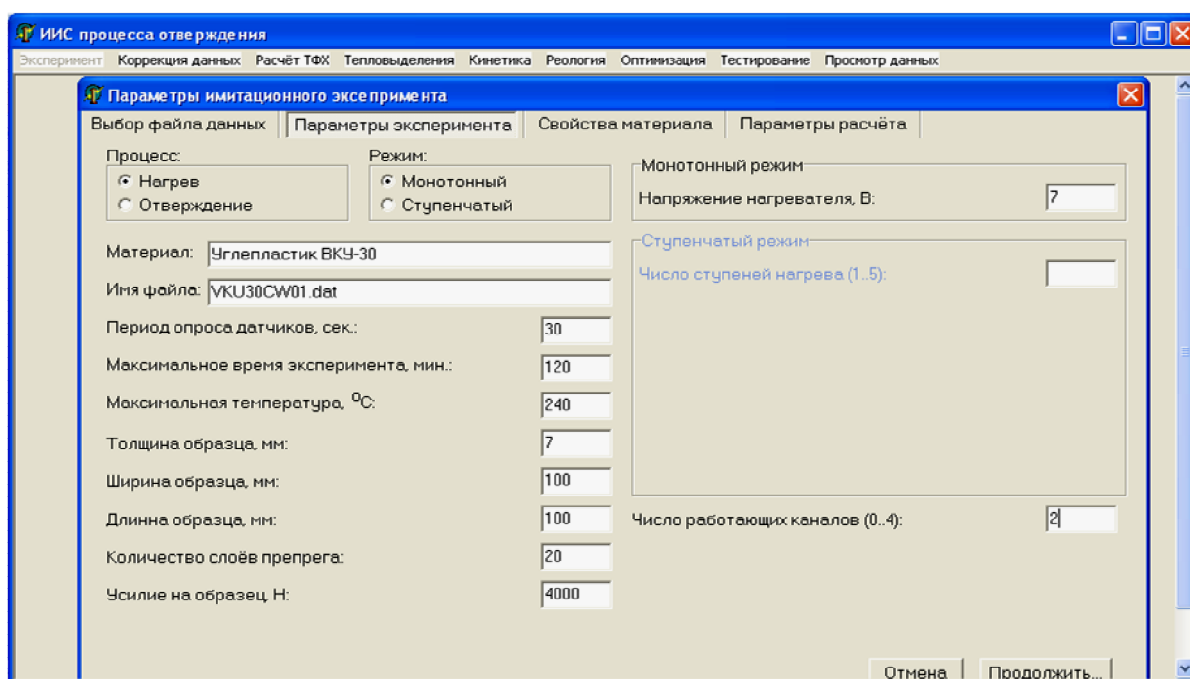 ИИС процесса отверждения
Эксперимент Коррекция данных Расчёт ТФХ Тепловыделения Кинетика Реология Оптимизация Тестирование Просмотр данных
Параметры имитационного эксепримента
Выбор файла данных Параметры эксперимента Свойства материала Параметры расчёта
Процесс:
Нагрев
Отверждение
Режим:
Монотонный
Ступенчатый
Монотонный режим
Напряжение нагревателя, В: 7
Ступенчатый режим
Число ступеней нагрева (1..5):
Материал: Углепластик ВКУ-30
Имя файла: VKU30CW01.dat
Период опроса датчиков, сек.: 30
Максимальное время эксперимента, мин.: 120
Максимальная температура, ºС: 240
Толщина образца, мм: 7
Ширина образца, мм: 100
Длинна образца, мм: 100
Число работающих каналов (0..4): 2
Количество слоёв препрега: 20
Усилие на образец, Н: 4000
Отмена Продолжить...